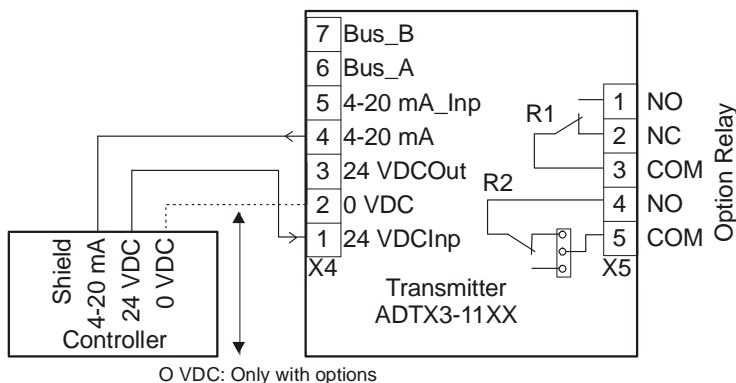 7 Bus_B
6 Bus_A
5 4-20 mA_Inp
4 4-20 mA
3 24 VDCOut
2 0 VDC
1 24 VDCInp
X4
R1
R2
1 NO
2 NC
3 COM
4 NO
5 COM
X5
Option Relay
Transmitter
ADTX3-11XX
Shield
4-20 mA
24 VDC
0 VDC
Controller
O VDC: Only with options